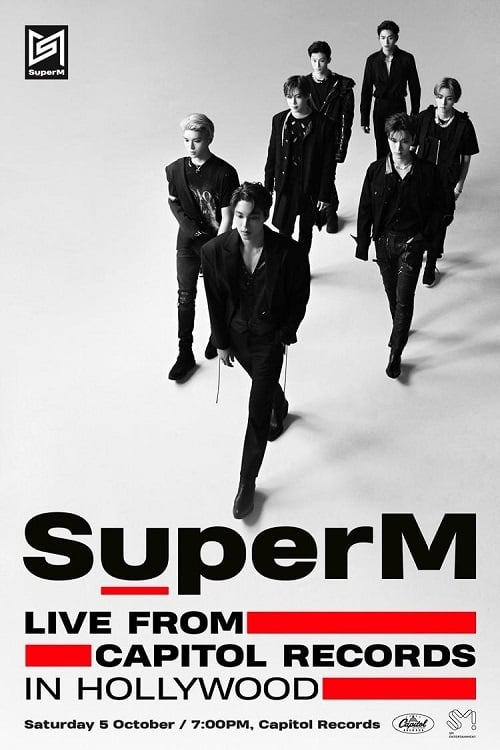 SuperM
SuperM
LIVE FROM
CAPITOL RECORDS
IN HOLLYWOOD
Saturday 5 October / 7:00PM, Capitol Records
Capitol
RECORDS
SM
SM ENTERTAINMENT